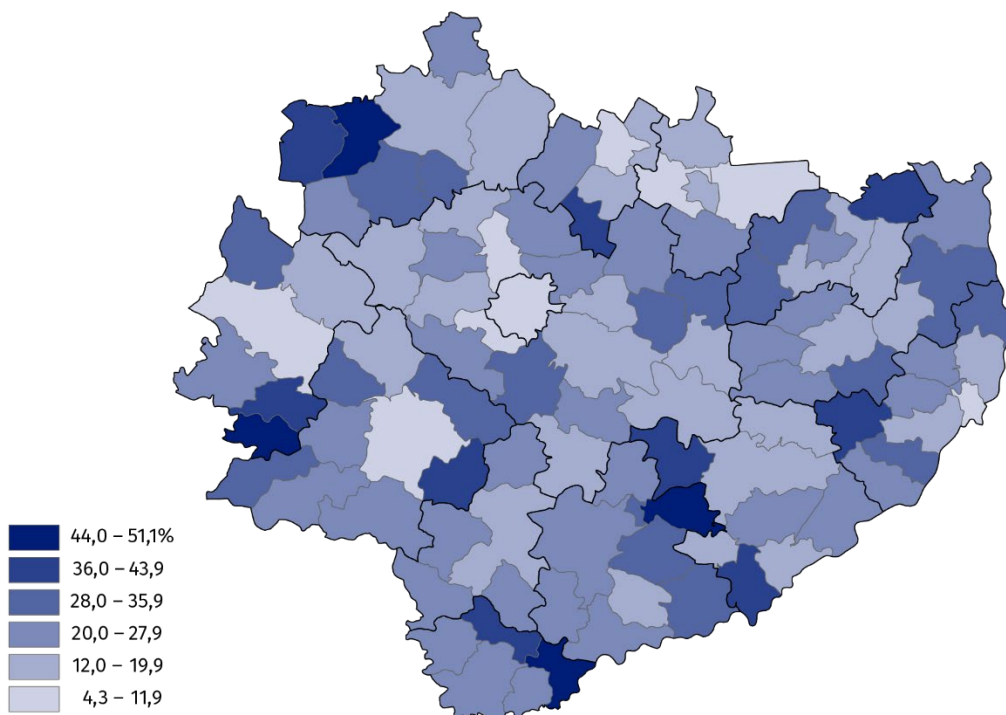 44,0 – 51,1%
36,0 – 43,9
28,0 – 35,9
20,0 – 27,9
12,0 – 19,9
4,3 – 11,9